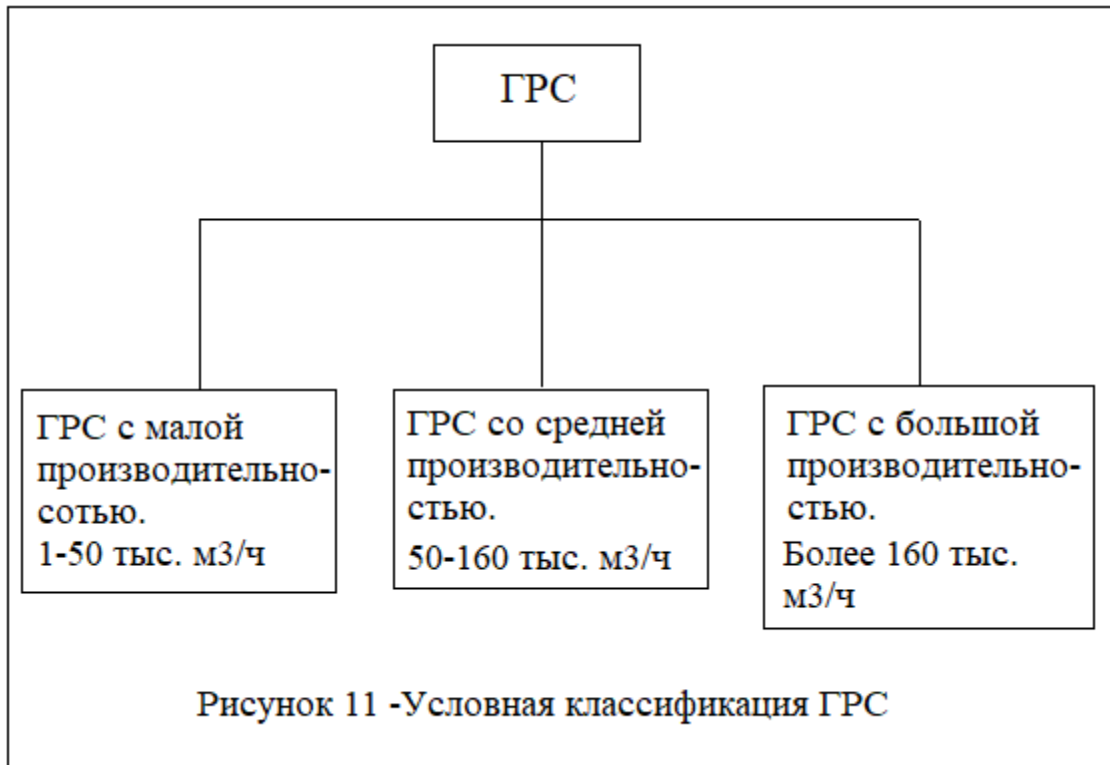 ГРС
ГРС с малой
производительно-
сотью.
1-50 тыс. м3/ч
ГРС со средней
производительно-
стью.
50-160 тыс. м3/ч
ГРС с большой
производительно-
стью.
Более 160 тыс.
м3/ч
Рисунок 11 -Условная классификация ГРС